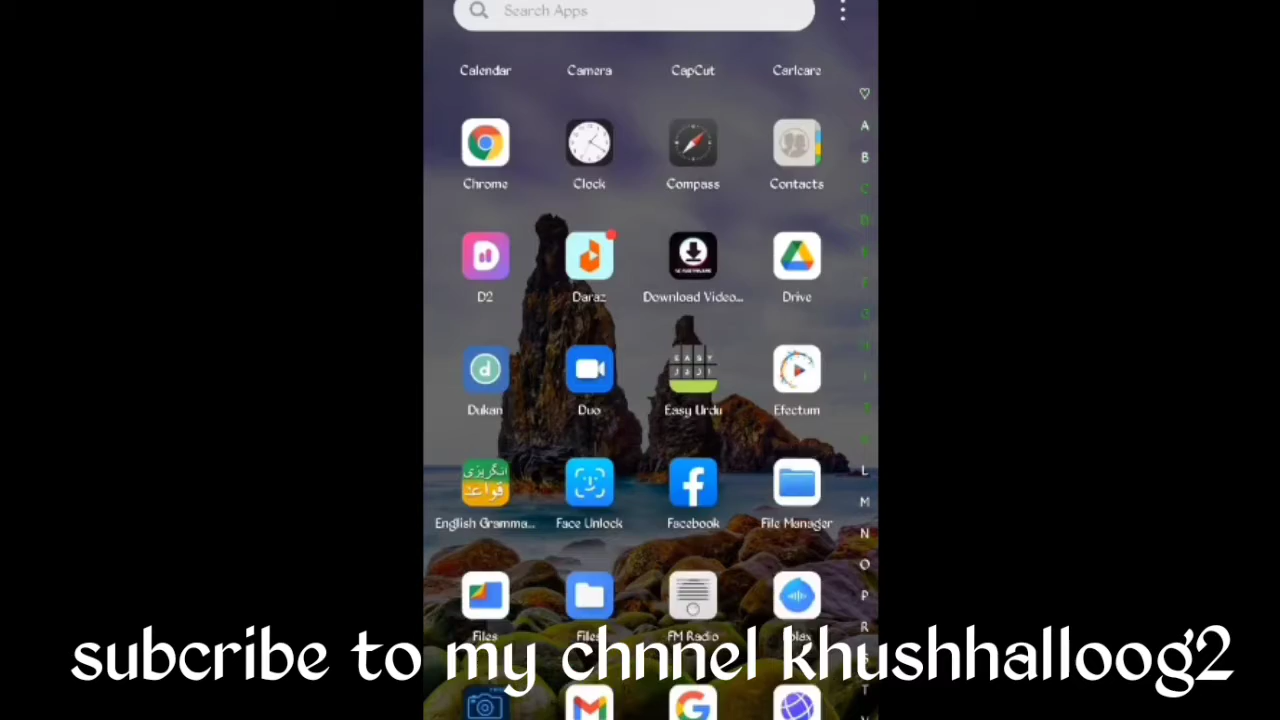 Search Apps
Calendar Camera CapCut Carlcare
♡
A
B
C
D
E
F
G
H
I
J
K
L
M
N
O
P
R
S
T
Chrome Clock Compass Contacts
D2 Daraz Download Video... Drive
Dukan Duo Easy Urdu Efectum
EASY
انگریزی
قواعد
English Gramma... Face Unlock Facebook File Manager
Files Files FM Radio
subcribe to my chnnel khushhalloog2